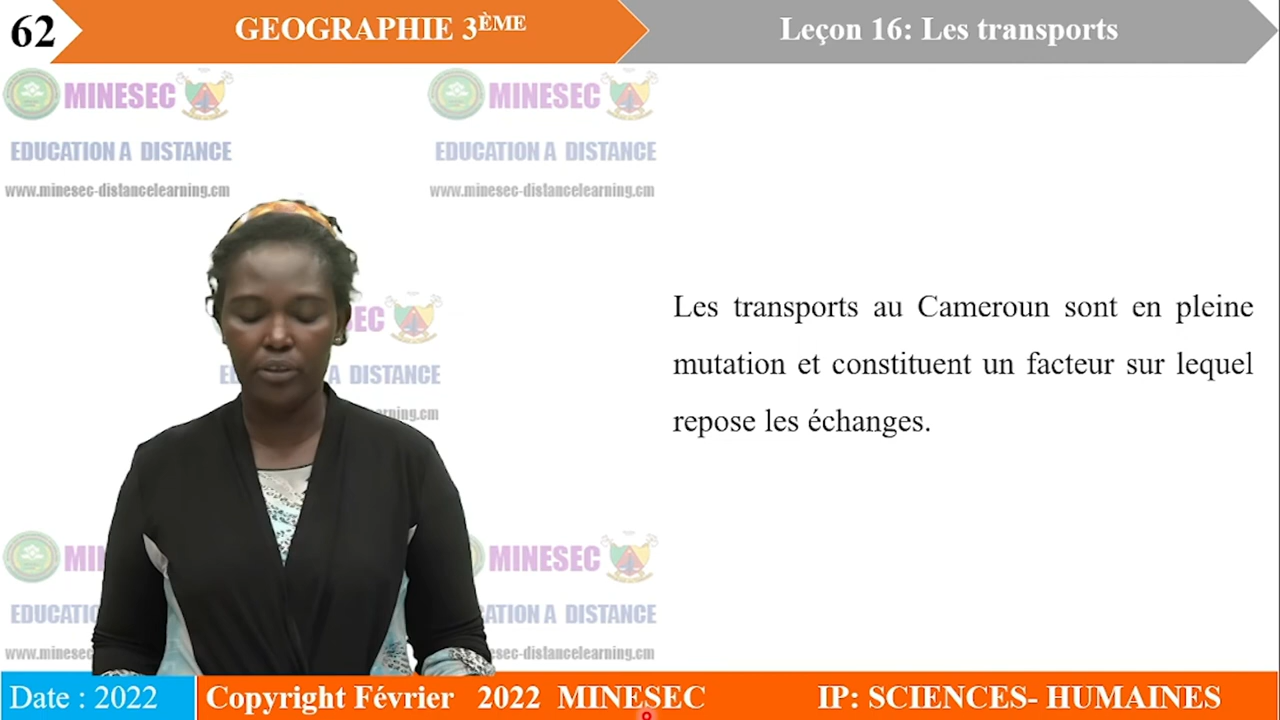 62
GEOGRAPHIE 3ÈME
Leçon 16: Les transports
MINESEC
EDUCATION A DISTANCE
www.minesec-distancelearning.cm
MINESEC
EDUCATION A DISTANCE
www.minesec-distancelearning.cm
Les transports au Cameroun sont en pleine
mutation et constituent un facteur sur lequel
repose les échanges.
A DISTANCE
MINESEC
Date : 2022
Copyright Février 2022 MINESEC
IP: SCIENCES- HUMAINES